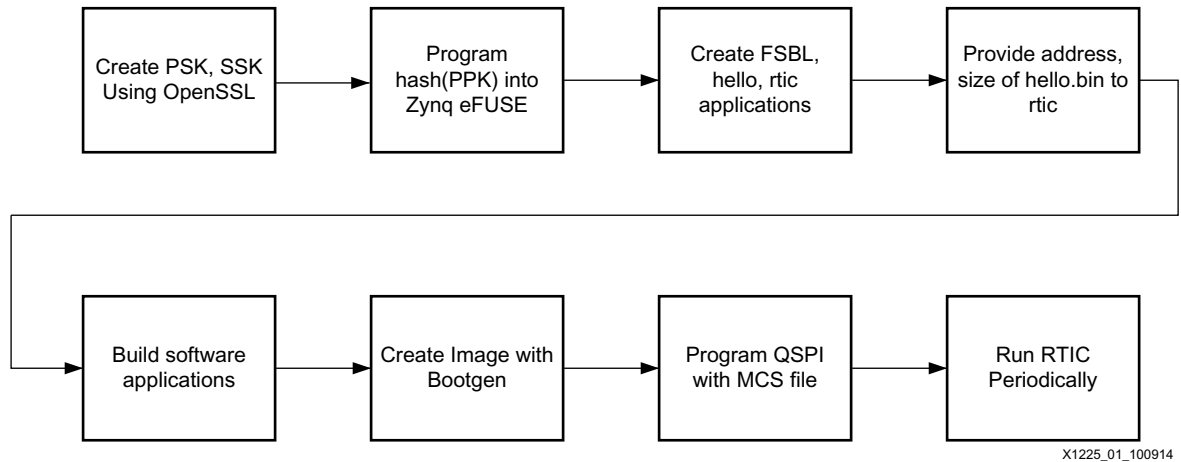 Create PSK, SSK
Using OpenSSL
Program
hash(PPK) into
Zynq eFUSE
Create FSBL,
hello, rtic
applications
Provide address,
size of hello.bin to
rtic
Build software
applications
Create Image with
Bootgen
Program QSPI
with MCS file
Run RTIC
Periodically
X1225_01_100914